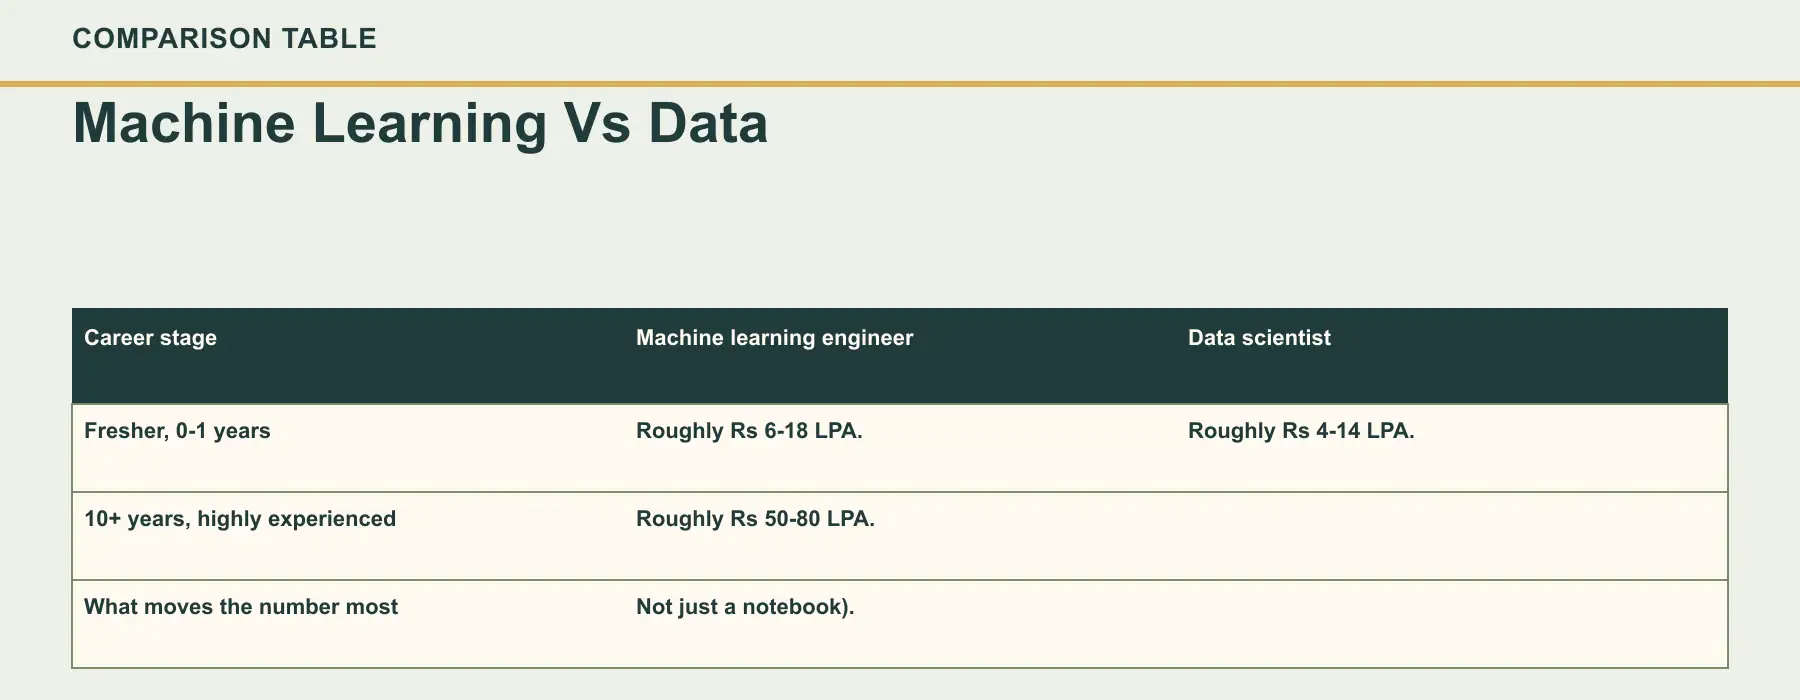 COMPARISON TABLE
Machine Learning Vs Data
Career stage Machine learning engineer Data scientist
Fresher, 0-1 years Roughly Rs 6-18 LPA. Roughly Rs 4-14 LPA.
10+ years, highly experienced Roughly Rs 50-80 LPA.
What moves the number most Not just a notebook).